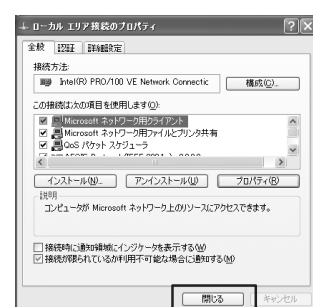 ローカル エリア接続のプロパティ
全般 認証 詳細設定
接続方法:
Intel(R) PRO/100 VE Network Connectic
構成(C)...
この接続は次の項目を使用します(O):
Microsoft ネットワーク用クライアント
Microsoft ネットワーク用ファイルとプリンタ共有
QoS パケット スケジューラ
インストール(N)... アンインストール(U) プロパティ(R)
説明
コンピュータが Microsoft ネットワーク上のリソースにアクセスできます。
接続時に通知領域にインジケータを表示する(W)
接続が限られているか利用不可能な場合に通知する(M)
閉じる キャンセル